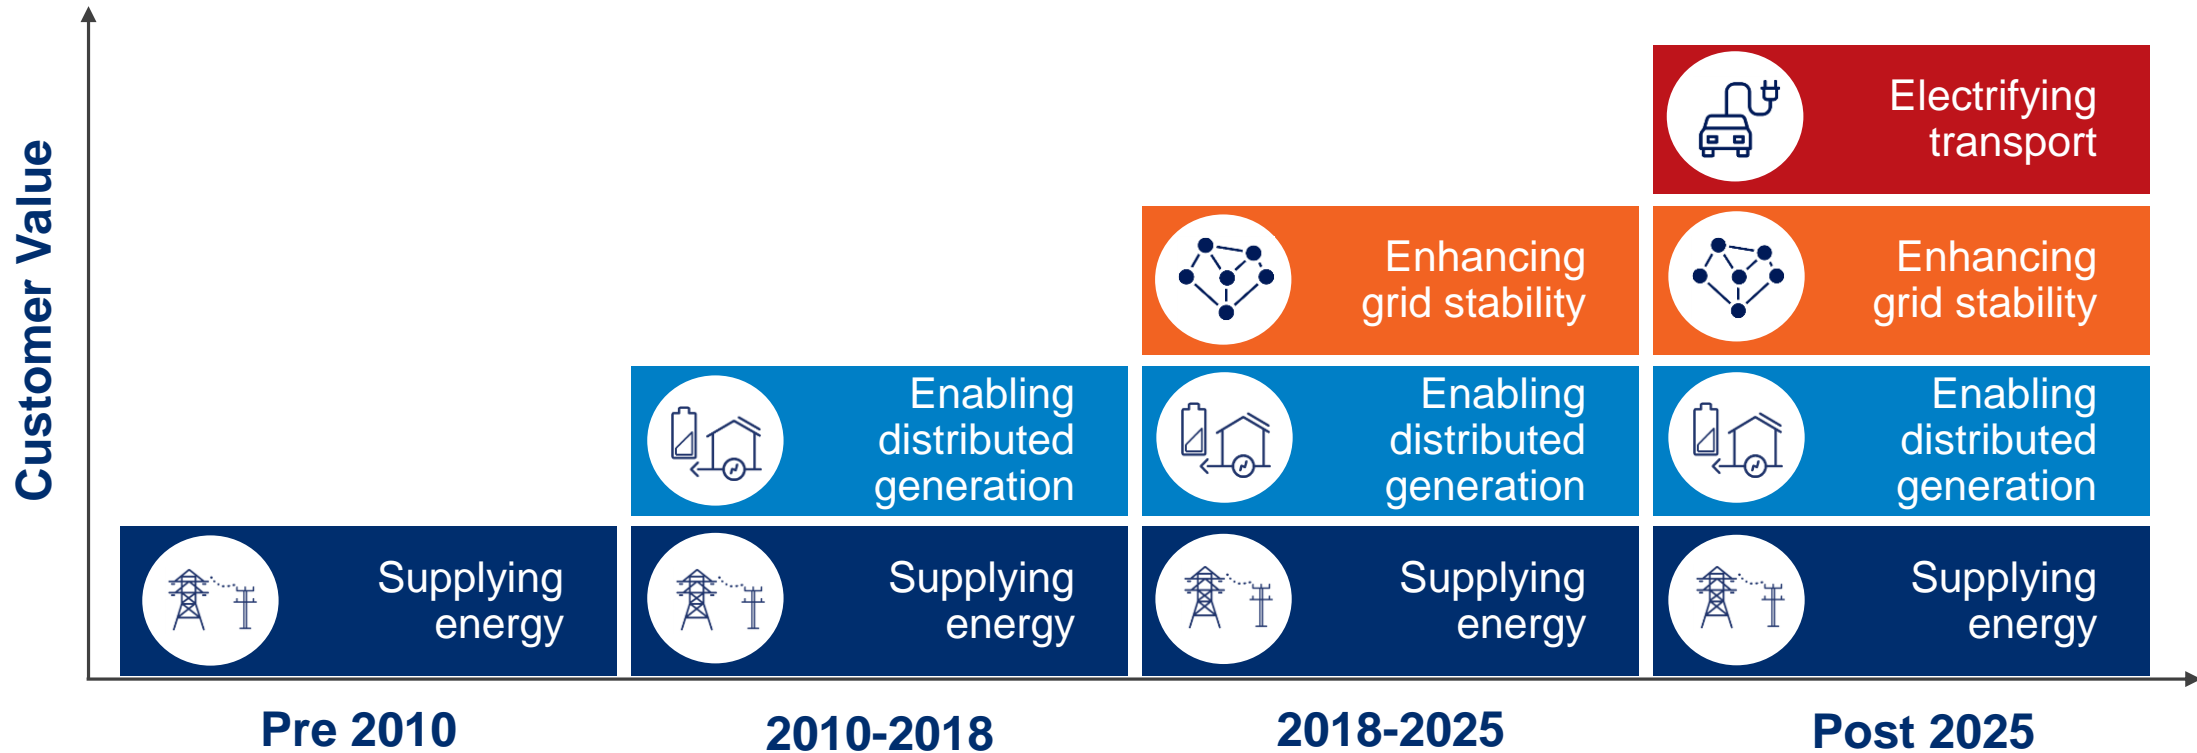 Customer Value
Electrifying
transport
Enhancing
grid stability
Enhancing
grid stability
Enabling
distributed
generation
Enabling
distributed
generation
Enabling
distributed
generation
Supplying
energy
Supplying
energy
Supplying
energy
Supplying
energy
Pre 2010
2010-2018
2018-2025
Post 2025